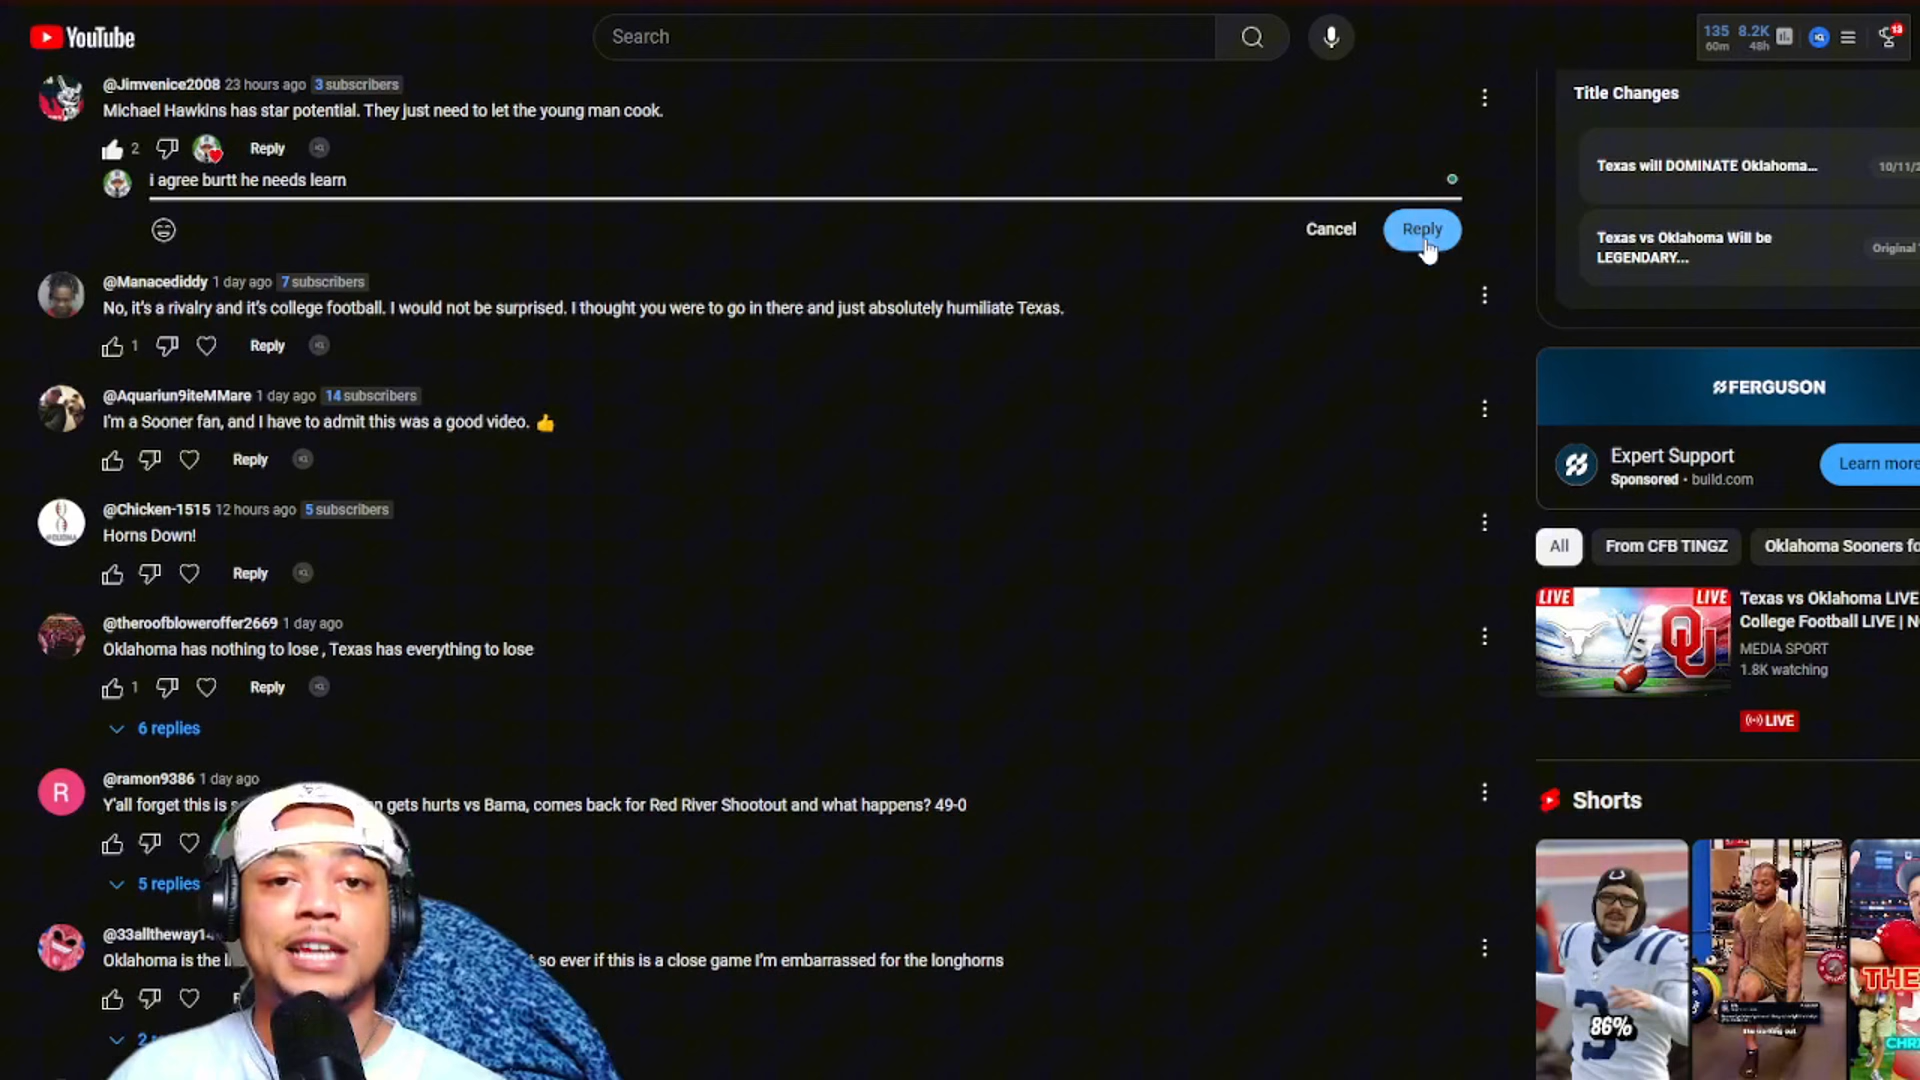 YouTube
Search
135 8.2K
60m 48h
13
@Jimvenice2008 23 hours ago 3 subscribers
Michael Hawkins has star potential. They just need to let the young man cook.
2 Reply
i agree burtt he needs learn
Cancel Reply
@Manacediddy 1 day ago 7 subscribers
No, it's a rivalry and it's college football. I would not be surprised. I thought you were to go in there and just absolutely humiliate Texas.
1 Reply
@Aquariun9iteMMare 1 day ago 14 subscribers
I'm a Sooner fan, and I have to admit this was a good video. 👍
Reply
@Chicken-1515 12 hours ago 5 subscribers
Horns Down!
Reply
@theroofbloweroffer2669 1 day ago
Oklahoma has nothing to lose , Texas has everything to lose
1 Reply
6 replies
R
@ramon9386 1 day ago
Y'all forget this is gets hurts vs Bama, comes back for Red River Shootout and what happens? 49-0
5 replies
@33alltheway1
Oklahoma is the so ever if this is a close game I'm embarrassed for the longhorns
2
Title Changes
Texas will DOMINATE Oklahoma... 10/11/2
Texas vs Oklahoma Will be
LEGENDARY...
Original
FERGUSON
Expert Support
Sponsored • build.com
Learn more
All From CFB TINGZ Oklahoma Sooners fo
LIVE LIVE
V/S OU
Texas vs Oklahoma LIVE
College Football LIVE | N
MEDIA SPORT
1.8K watching
LIVE
Shorts
86%
THE
CHRI